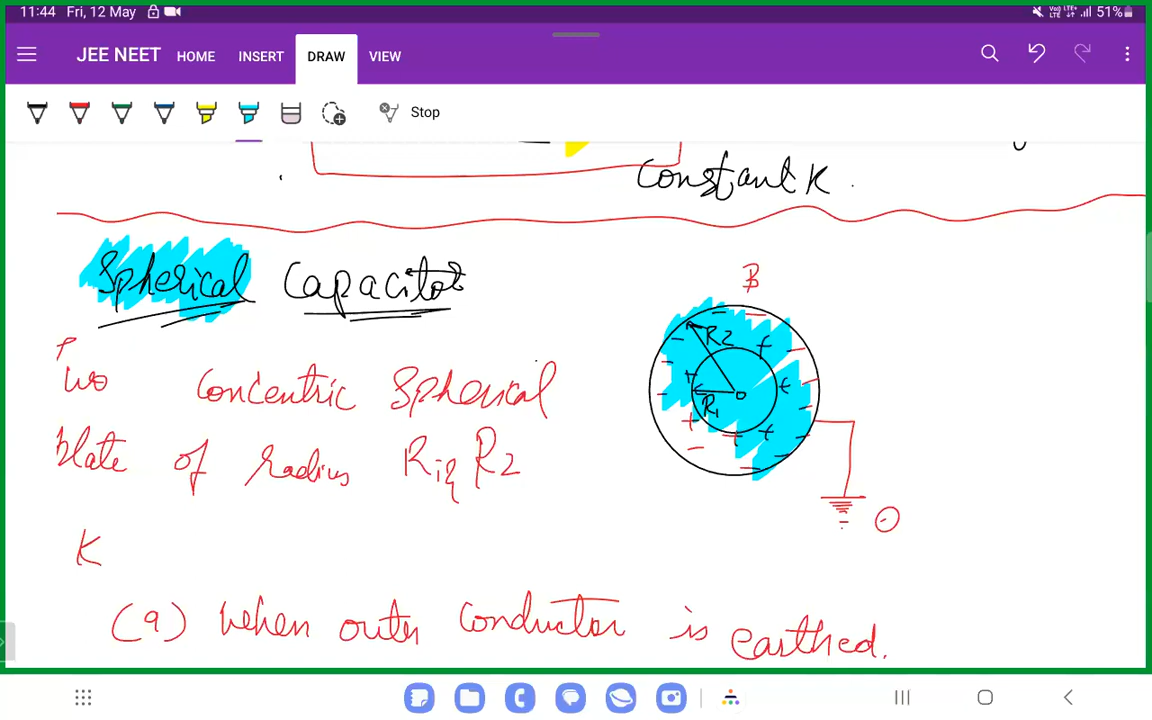 11:44 Fri, 12 May 51%
JEE NEET HOME INSERT DRAW VIEW
Stop
Constant K.
Spherical Capacitor
B
R2
R1
Two Concentric Spherical
plate of radius R1 & R2
K
(a) When outer conductor is earthed.